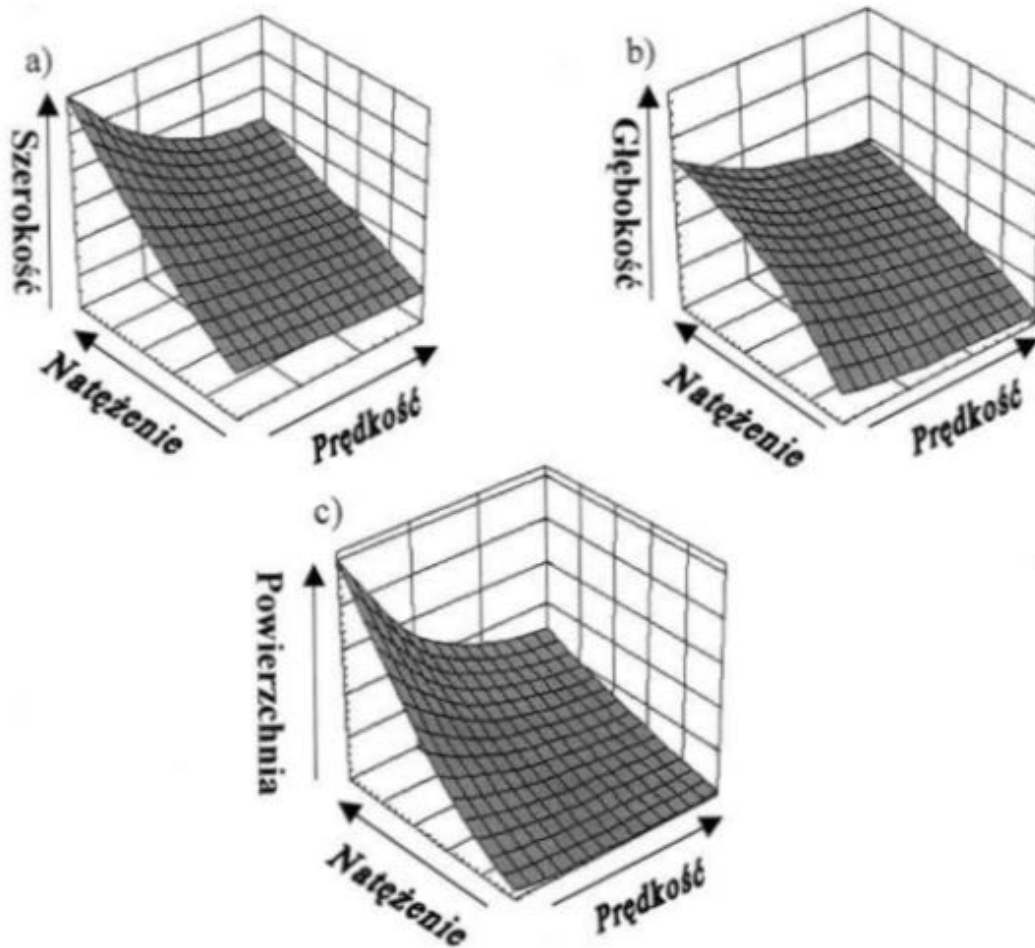 a)
Szerokość
Natężenie
Prędkość
b)
Głębokość
Natężenie
Prędkość
c)
Powierzchnia
Natężenie
Prędkość